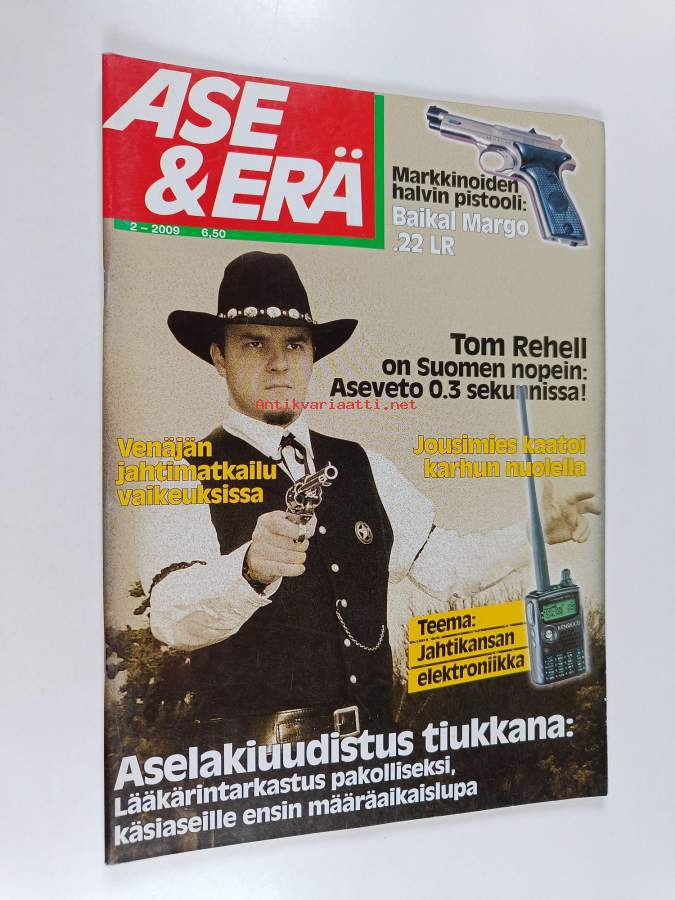 ASE
& ERÄ
2 – 2009 6,50
Markkinoiden
halvin pistooli:
Baikal Margo
.22 LR
Tom Rehell
on Suomen nopein:
Aseveto 0.3 sekunnissa!
Antikvariaatti.net
Venäjän
jahtimatkailu
vaikeuksissa
Jousimies kaatoi
karhun nuolella
Teema:
Jahtikansan
elektroniikka
KENWOOD
Aselakiuudistus tiukkana:
Lääkärintarkastus pakolliseksi,
käsiaseille ensin määräaikaislupa